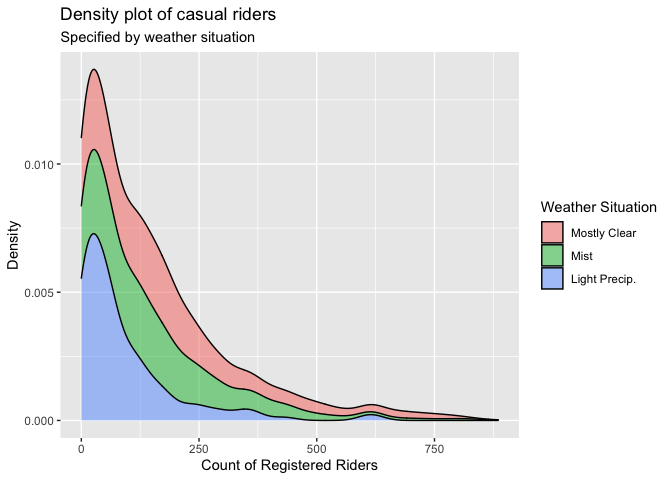 Density plot of casual riders
Specified by weather situation
0.010
0.005
0.000
Density
0
250
500
750
Count of Registered Riders
Weather Situation
Mostly Clear
Mist
Light Precip.